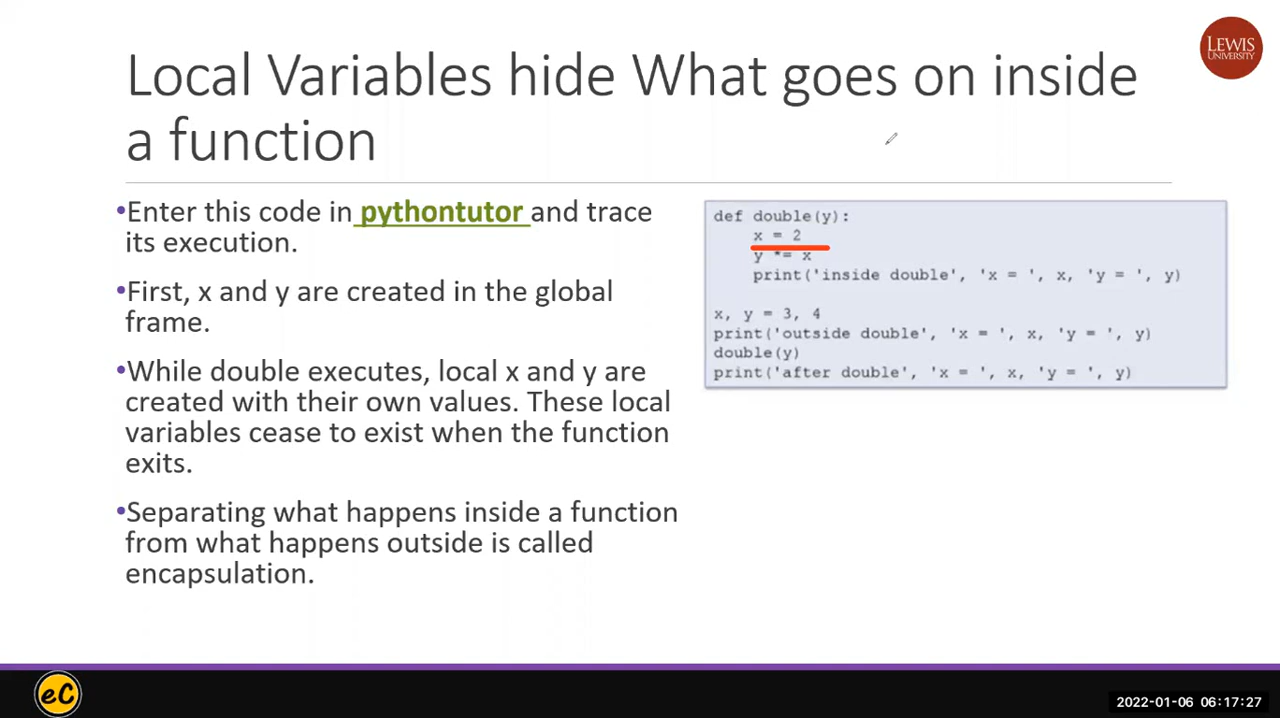 LEWIS
UNIVERSITY
Local Variables hide What goes on inside
a function
•Enter this code in pythontutor and trace
its execution.
•First, x and y are created in the global
frame.
•While double executes, local x and y are
created with their own values. These local
variables cease to exist when the function
exits.
•Separating what happens inside a function
from what happens outside is called
encapsulation.
def double(y):
    x = 2
    y *= x
    print('inside double', 'x = ', x, 'y = ', y)
x, y = 3, 4
print('outside double', 'x = ', x, 'y = ', y)
double(y)
print('after double', 'x = ', x, 'y = ', y)
eC
2022-01-06 06:17:27